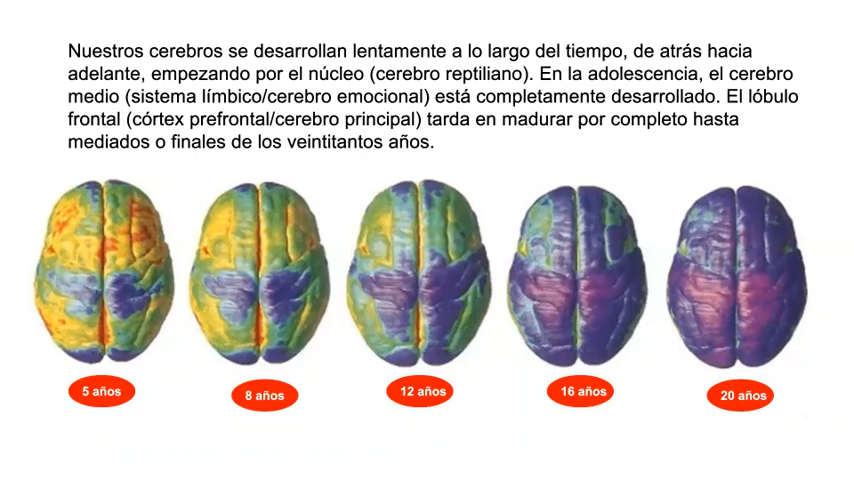 Nuestros cerebros se desarrollan lentamente a lo largo del tiempo, de atrás hacia
adelante, empezando por el núcleo (cerebro reptiliano). En la adolescencia, el cerebro
medio (sistema límbico/cerebro emocional) está completamente desarrollado. El lóbulo
frontal (córtex prefrontal/cerebro principal) tarda en madurar por completo hasta
mediados o finales de los veintitantos años.
5 años
8 años
12 años
16 años
20 años